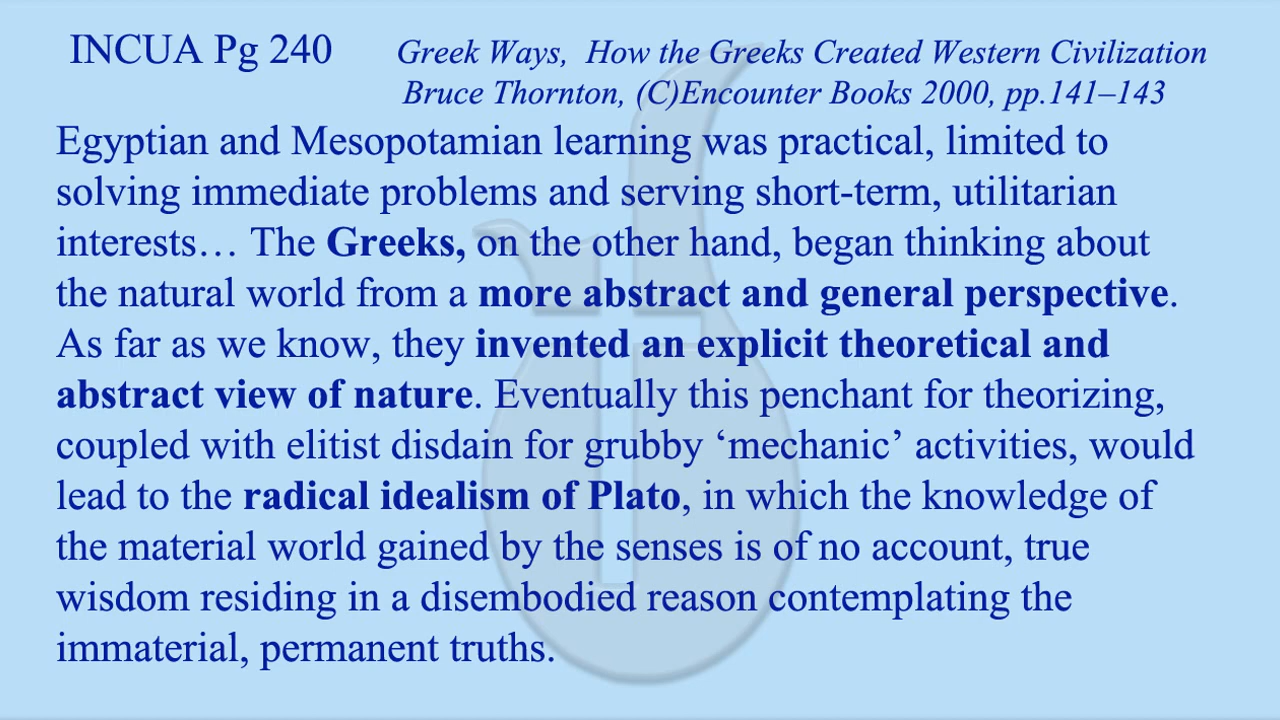 INCUA Pg 240 Greek Ways, How the Greeks Created Western Civilization
Bruce Thornton, (C)Encounter Books 2000, pp.141–143
Egyptian and Mesopotamian learning was practical, limited to
solving immediate problems and serving short-term, utilitarian
interests… The Greeks, on the other hand, began thinking about
the natural world from a more abstract and general perspective.
As far as we know, they invented an explicit theoretical and
abstract view of nature. Eventually this penchant for theorizing,
coupled with elitist disdain for grubby ‘mechanic’ activities, would
lead to the radical idealism of Plato, in which the knowledge of
the material world gained by the senses is of no account, true
wisdom residing in a disembodied reason contemplating the
immaterial, permanent truths.